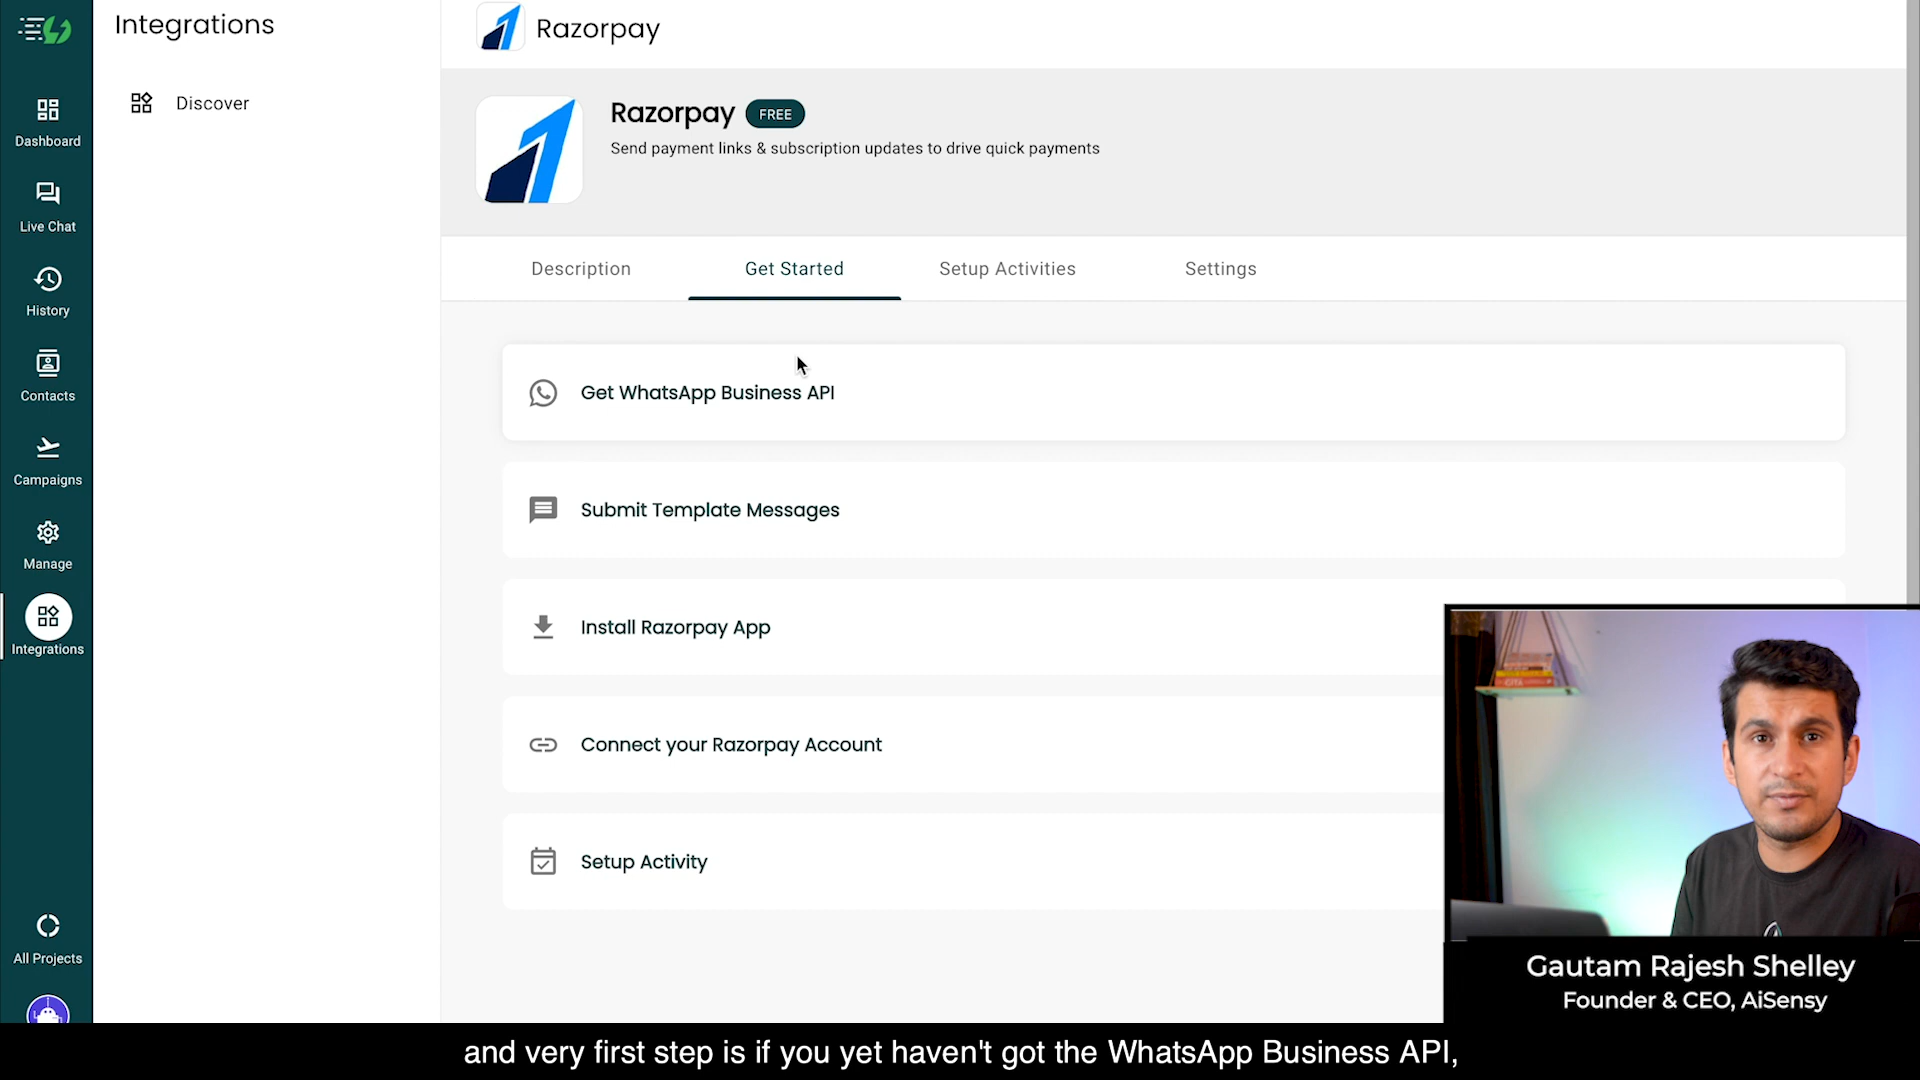 Integrations
Discover
Dashboard
Live Chat
History
Contacts
Campaigns
Manage
Integrations
All Projects
Razorpay
Razorpay FREE
Send payment links & subscription updates to drive quick payments
Description Get Started Setup Activities Settings
Get WhatsApp Business API
Submit Template Messages
Install Razorpay App
Connect your Razorpay Account
Setup Activity
Gautam Rajesh Shelley
Founder & CEO, AiSensy
and very first step is if you yet haven't got the WhatsApp Business API,